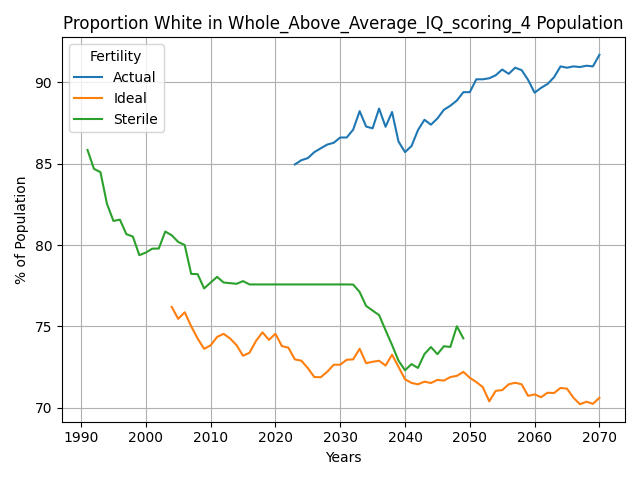 Proportion White in Whole_Above_Average_IQ_scoring_4 Population
Fertility
Actual
Ideal
Sterile
% of Population
90
85
80
75
70
1990 2000 2010 2020 2030 2040 2050 2060 2070
Years